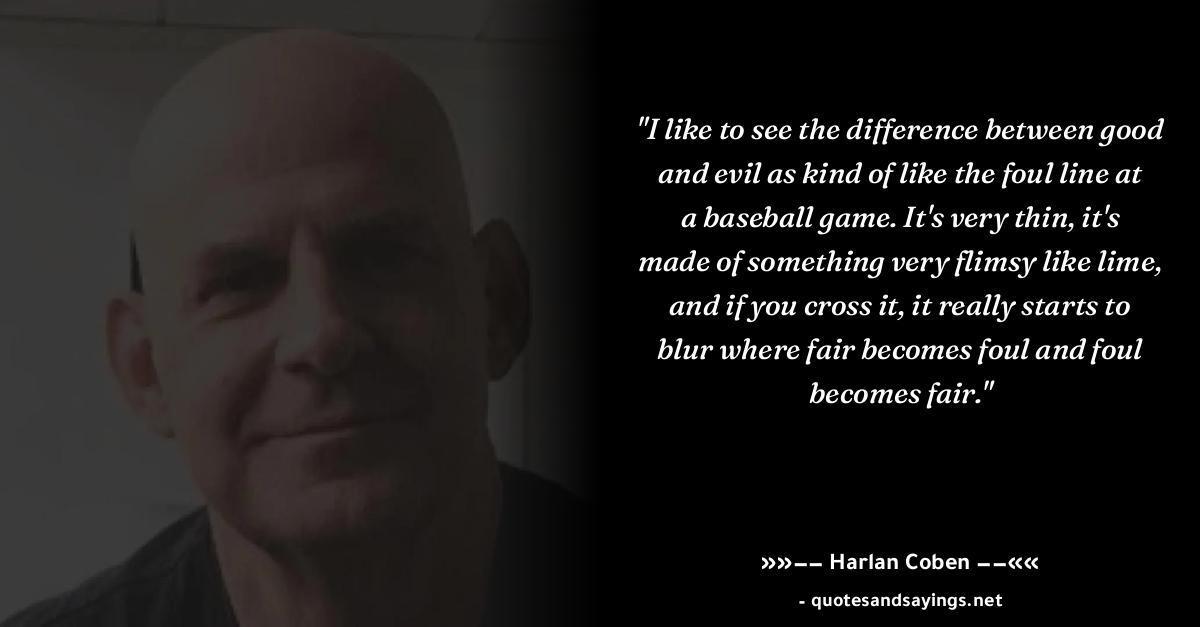 "I like to see the difference between good
and evil as kind of like the foul line at
a baseball game. It's very thin, it's
made of something very flimsy like lime,
and if you cross it, it really starts to
blur where fair becomes foul and foul
becomes fair."
»»–– Harlan Coben ––««
- quotesandsayings.net